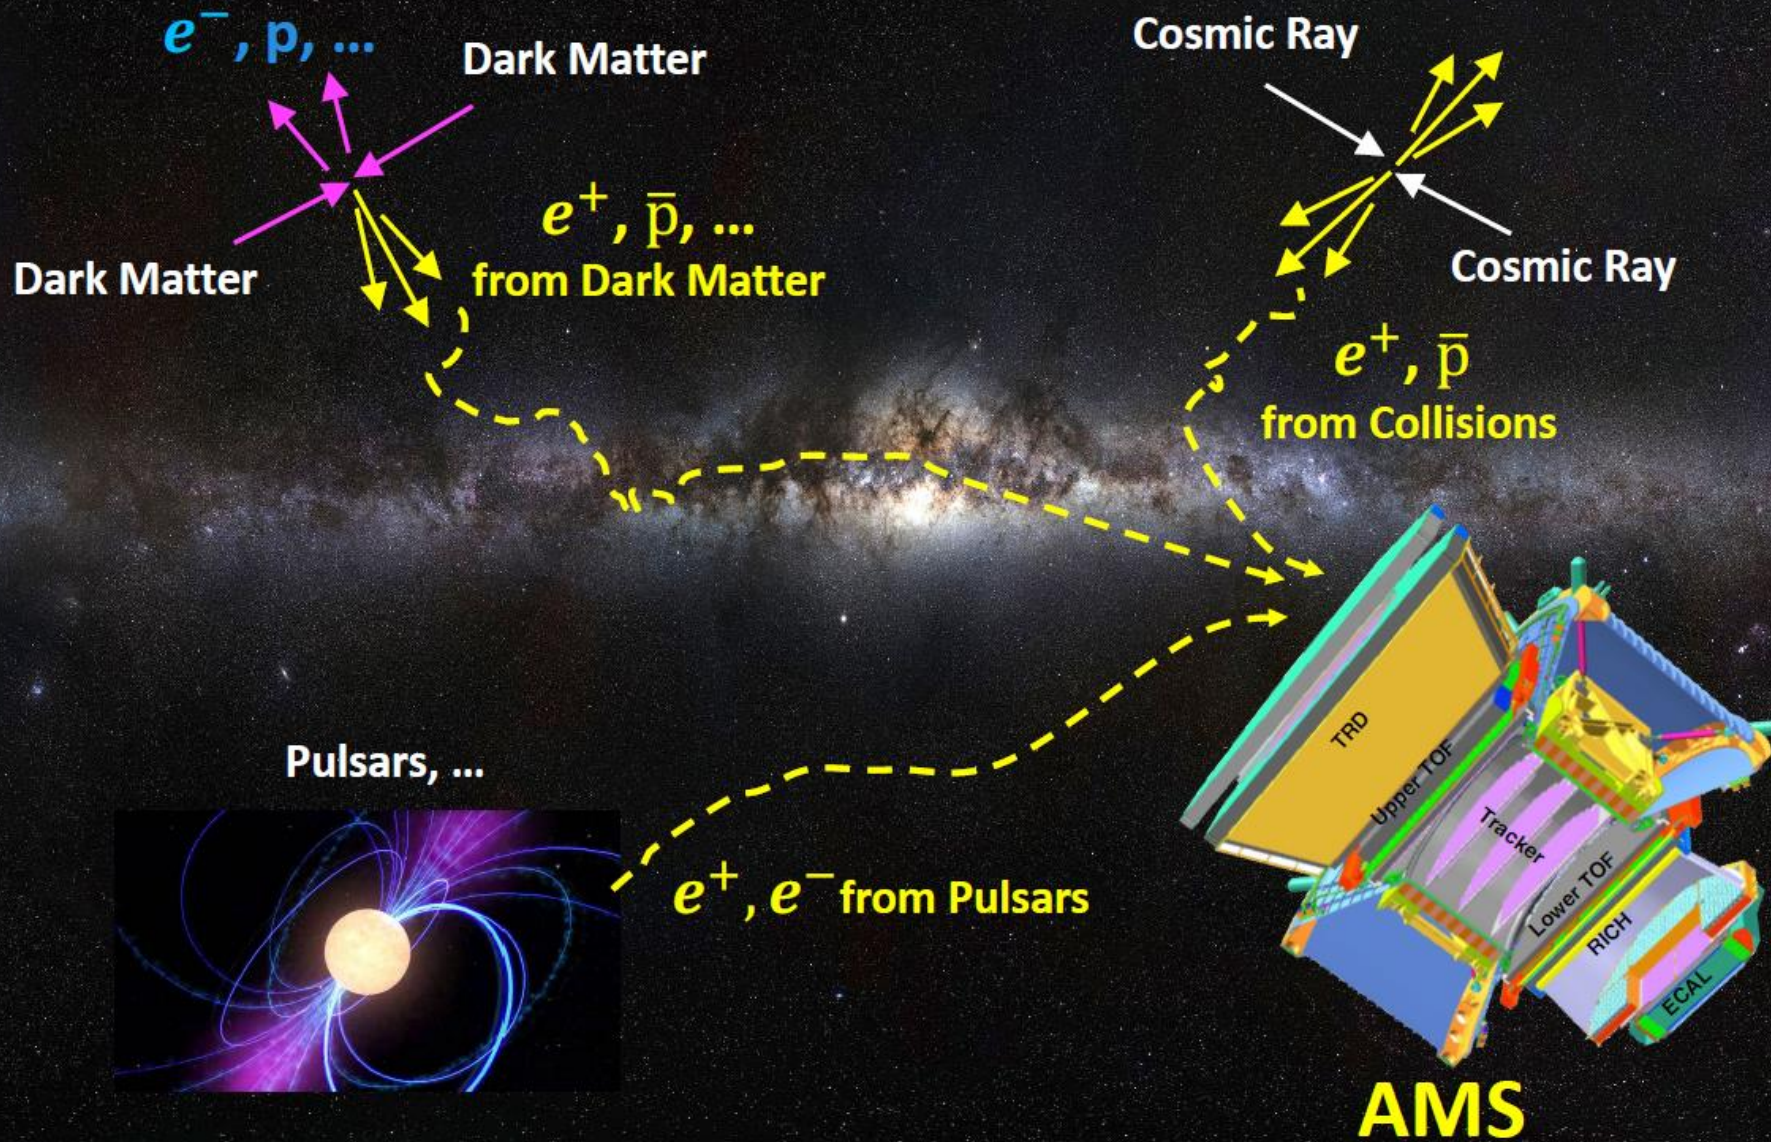 e⁻, p, ...
Dark Matter
Dark Matter
e⁺, p̄, ...
from Dark Matter
Cosmic Ray
Cosmic Ray
e⁺, p̄
from Collisions
Pulsars, ...
e⁺, e⁻ from Pulsars
TRD
Upper TOF
Tracker
Lower TOF
RICH
ECAL
AMS